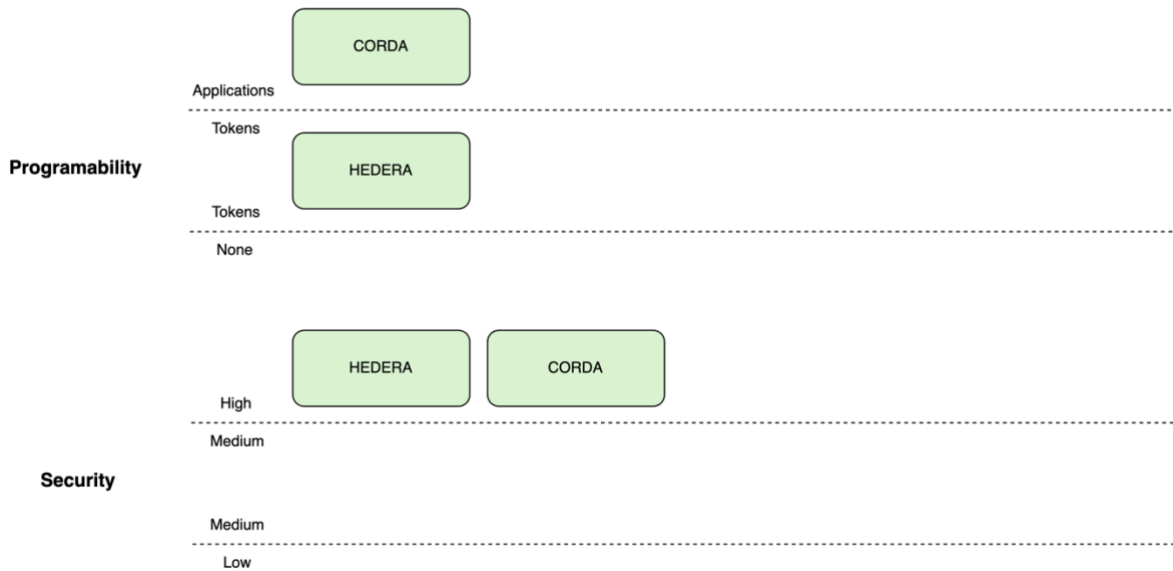 CORDA
Applications
Tokens
Programability
HEDERA
Tokens
None
HEDERA CORDA
High
Medium
Security
Medium
Low